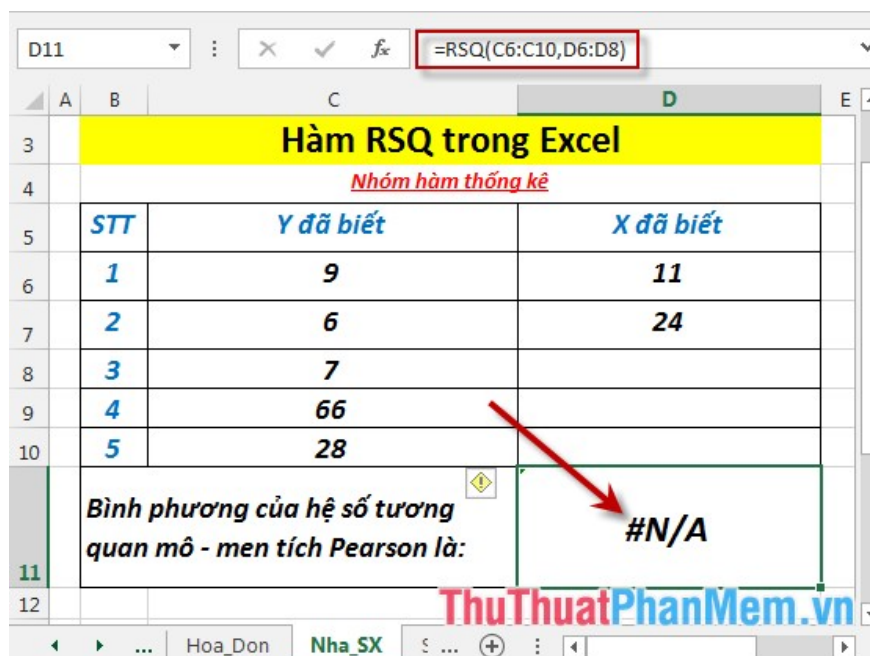 D11 fx =RSQ(C6:C10,D6:D8)
A B C D E
3 Hàm RSQ trong Excel
4 Nhóm hàm thống kê
5 STT Y đã biết X đã biết
6 1 9 11
7 2 6 24
8 3 7
9 4 66
10 5 28
Bình phương của hệ số tương
quan mô - men tích Pearson là:
#N/A
11
12
ThuThuatPhanMem.vn
... Hoa_Don Nha_SX S ...